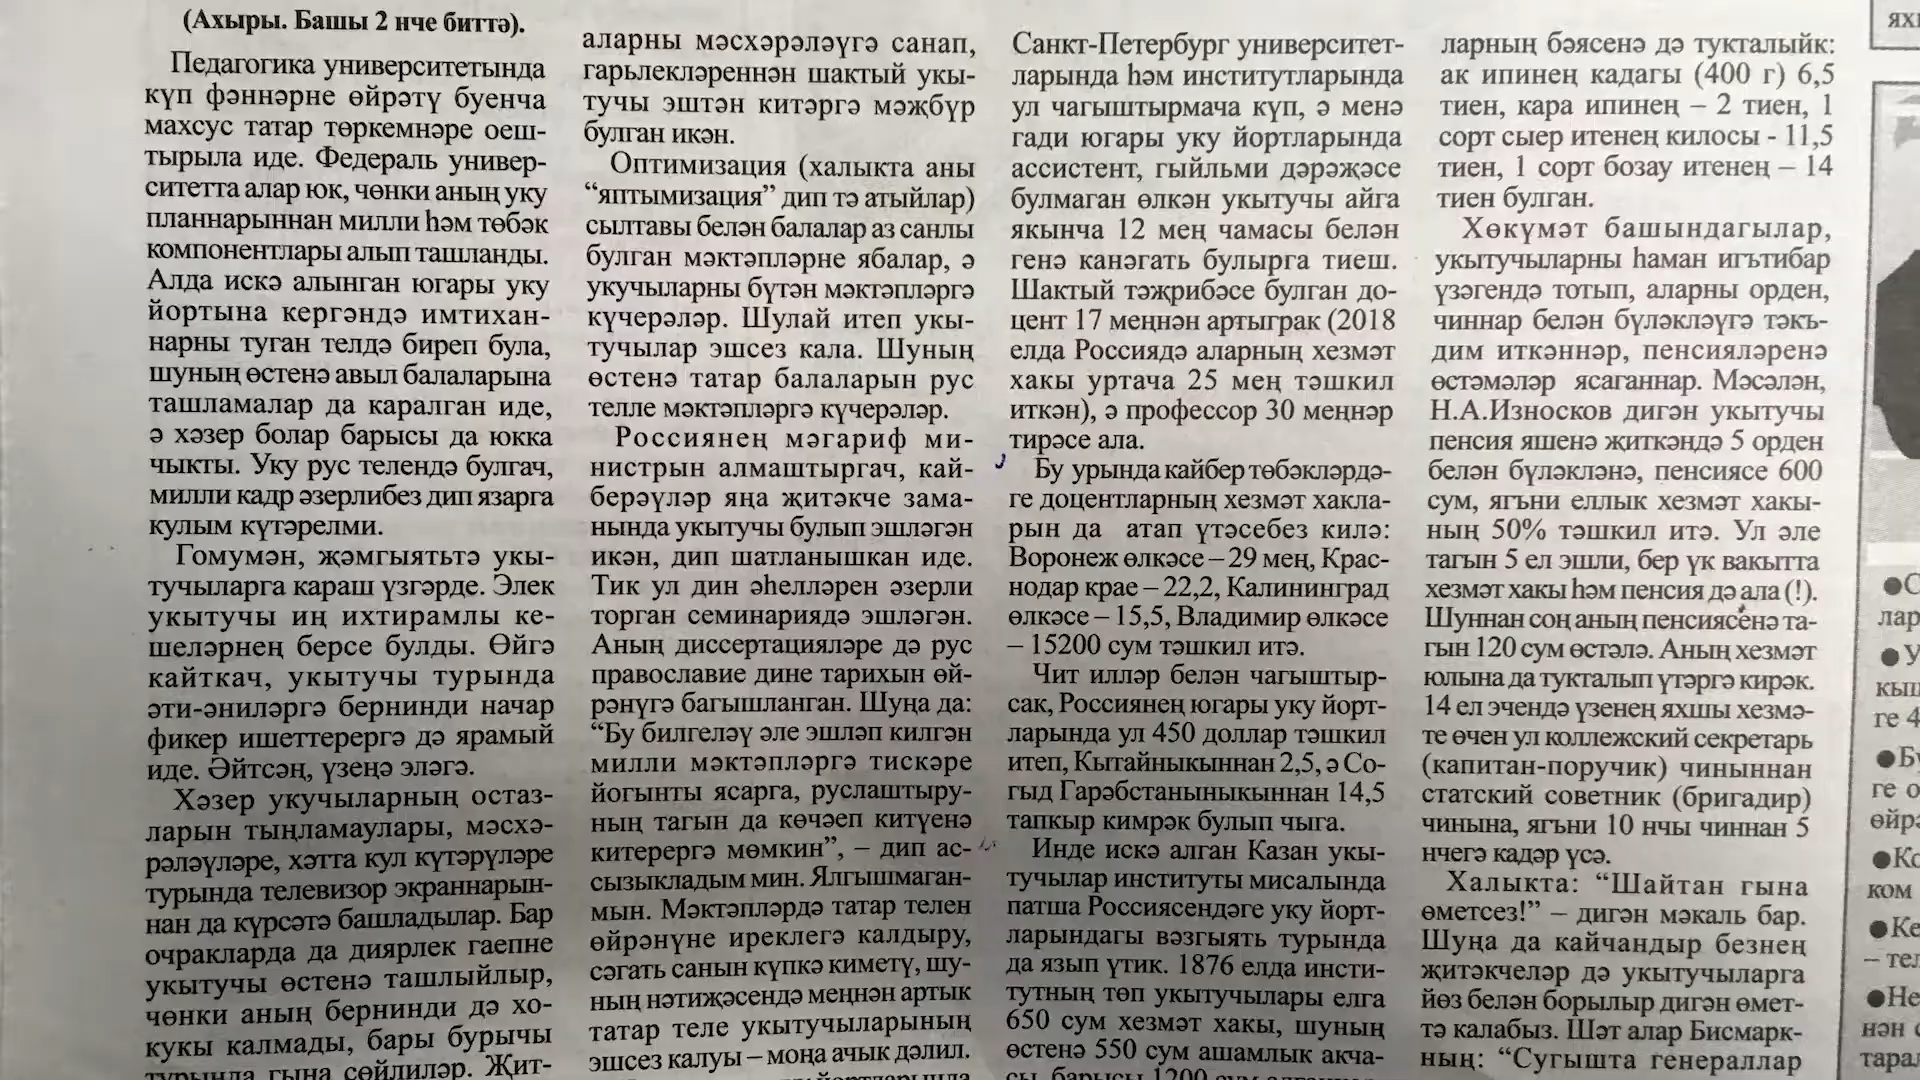 (Ахыры. Башы 2 нче биттә).
Педагогика университетында
күп фәннәрне өйрәтү буенча
махсус татар төркемнәре оеш-
тырыла иде. Федераль универ-
ситетта алар юк, чөнки аның уку
планнарыннан милли һәм төбәк
компонентлары алып ташланды.
Алда искә алынган югары уку
йортына кергәндә имтихан-
нарны туган телдә биреп була,
шуның өстенә авыл балаларына
ташламалар да каралган иде,
ә хәзер болар барысы да юкка
чыкты. Уку рус телендә булгач,
милли кадр әзерлибез дип язарга
кулым күтәрелми.
Гомумән, җәмгыятьтә укы-
тучыларга караш үзгәрде. Элек
укытучы иң ихтирамлы ке-
шеләрнең берсе булды. Өйгә
кайткач, укытучы турында
әти-әниләргә бернинди начар
фикер ишеттерергә дә ярамый
иде. Әйтсәң, үзеңә эләгә.
Хәзер укучыларның остаз-
ларын тыңламаулары, мәсхә-
рәләүләре, хәтта кул күтәрүләре
турында телевизор экраннарын-
нан да күрсәтә башладылар. Бар
очракларда да диярлек гаепне
укытучы өстенә ташлыйлыр,
чөнки аның бернинди дә хо-
кукы калмады, бары бурычы
турында гына сөйлиләр. Җит-
аларны мәсхәрәләүгә санап,
гарьлекләреннән шактый укы-
тучы эштән китәргә мәҗбүр
булган икән.
Оптимизация (халыкта аны
“яптымизация” дип тә атыйлар)
сылтавы белән балалар аз санлы
булган мәктәпләрне ябалар, ә
укучыларны бүтән мәктәпләргә
күчерәләр. Шулай итеп укы-
тучылар эшсез кала. Шуның
өстенә татар балаларын рус
телле мәктәпләргә күчерәләр.
Россиянең мәгариф ми-
нистрын алмаштыргач, кай-
берәүләр яңа җитәкче зама-
нында укытучы булып эшләгән
икән, дип шатланышкан иде.
Тик ул дин әһелләрен әзерли
торган семинариядә эшләгән.
Аның диссертацияләре дә рус
православие дине тарихын өй-
рәнүгә багышланган. Шуңа да:
“Бу билгеләү әле эшләп килгән
милли мәктәпләргә тискәре
йогынты ясарга, руслаштыру-
ның тагын да көчәеп китүенә
китерергә мөмкин”, – дип ас-
сызыкладым мин. Ялгышмаган-
мын. Мәктәпләрдә татар телен
өйрәнүне иреклегә калдыру,
сәгать санын күпкә киметү, шу-
ның нәтиҗәсендә меңнән артык
татар теле укытучыларының
эшсез калуы – моңа ачык дәлил.
Санкт-Петербург университет-
ларында һәм институтларында
ул чагыштырмача күп, ә менә
гади югары уку йортларында
ассистент, гыйльми дәрәҗәсе
булмаган өлкән укытучы айга
якынча 12 мең чамасы белән
генә канәгать булырга тиеш.
Шактый тәҗрибәсе булган до-
цент 17 меңнән артыграк (2018
елда Россиядә аларның хезмәт
хакы уртача 25 мең тәшкил
иткән), ә профессор 30 меңнәр
тирәсе ала.
Бу урында кайбер төбәкләрдә-
ге доцентларның хезмәт хакла-
рын да атап үтәсебез килә:
Воронеж өлкәсе – 29 мең, Крас-
нодар крае – 22,2, Калининград
өлкәсе – 15,5, Владимир өлкәсе
– 15200 сум тәшкил итә.
Чит илләр белән чагыштыр-
сак, Россиянең югары уку йорт-
ларында ул 450 доллар тәшкил
итеп, Кытайныкыннан 2,5, ә Со-
гыд Гарәбстаныныкыннан 14,5
тапкыр кимрәк булып чыга.
Инде искә алган Казан укы-
тучылар институты мисалында
патша Россиясендәге уку йорт-
ларындагы вәзгыять турында
да язып үтик. 1876 елда инсти-
тутның төп укытучылары елга
650 сум хезмәт хакы, шуның
өстенә 550 сум ашамлык акча-
сы, барысы 1200 сум
ларның бәясенә дә тукталыйк:
ак ипинең кадагы (400 г) 6,5
тиен, кара ипинең – 2 тиен, 1
сорт сыер итенең килосы - 11,5
тиен, 1 сорт бозау итенең – 14
тиен булган.
Хөкүмәт башындагылар,
укытучыларны һаман игътибар
үзәгендә тотып, аларны орден,
чиннар белән бүләкләүгә тәкъ-
дим иткәннәр, пенсияләренә
өстәмәләр ясаганнар. Мәсәлән,
Н.А.Износков дигән укытучы
пенсия яшенә җиткәндә 5 орден
белән бүләкләнә, пенсиясе 600
сум, ягъни еллык хезмәт хакы-
ның 50% тәшкил итә. Ул әле
тагын 5 ел эшли, бер үк вакытта
хезмәт хакы һәм пенсия дә ала (!).
Шуннан соң аның пенсиясенә та-
гын 120 сум өстәлә. Аның хезмәт
юлына да тукталып үтәргә кирәк.
14 ел эчендә үзенең яхшы хезмә-
те өчен ул коллежский секретарь
(капитан-поручик) чиныннан
статский советник (бригадир)
чинына, ягъни 10 нчы чиннан 5
нчегә кадәр үсә.
Халыкта: “Шайтан гына
өметсез!” – дигән мәкаль бар.
Шуңа да кайчандыр безнең
җитәкчеләр дә укытучыларга
йөз белән борылыр дигән өмет-
тә калабыз. Шәт алар Бисмарк-
ның: “Сугышта генераллар